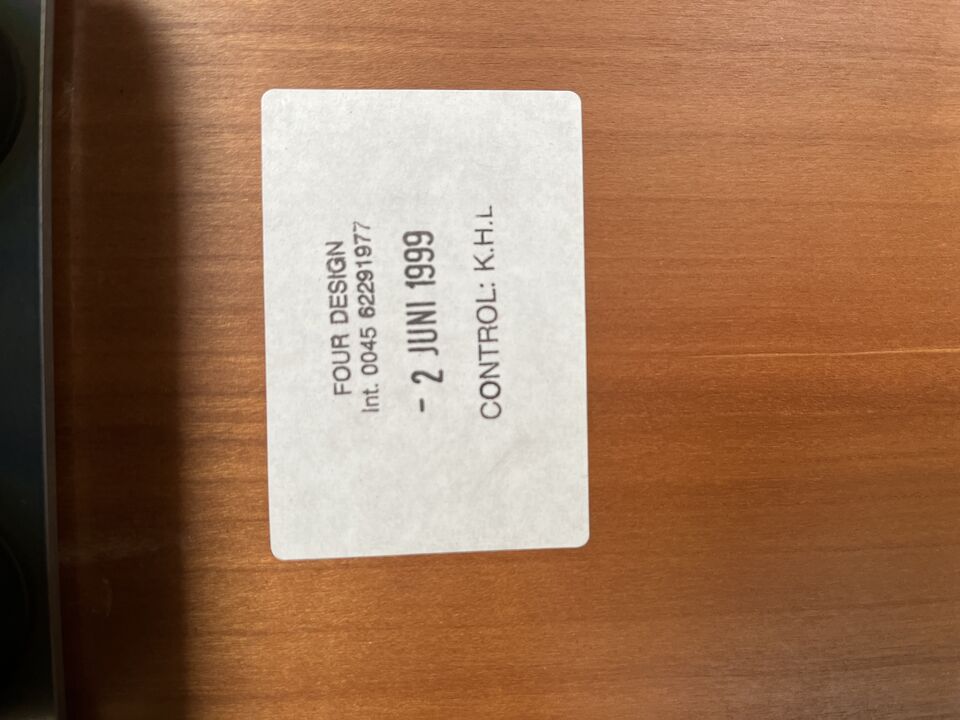 FOUR DESIGN
Int. 0045 62291977
- 2 JUNI 1999
CONTROL: K.H.L